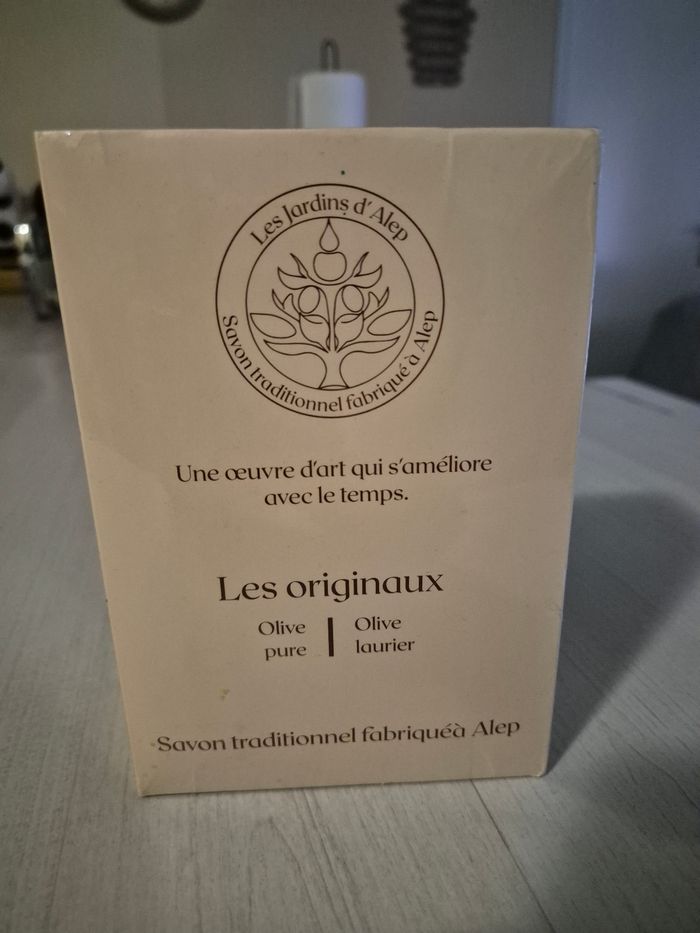 Les Jardins d'Alep
Savon traditionnel fabriqué à Alep
Une œuvre d'art qui s'améliore
avec le temps.
Les originaux
Olive
pure
Olive
laurier
Savon traditionnel fabriquéà Alep